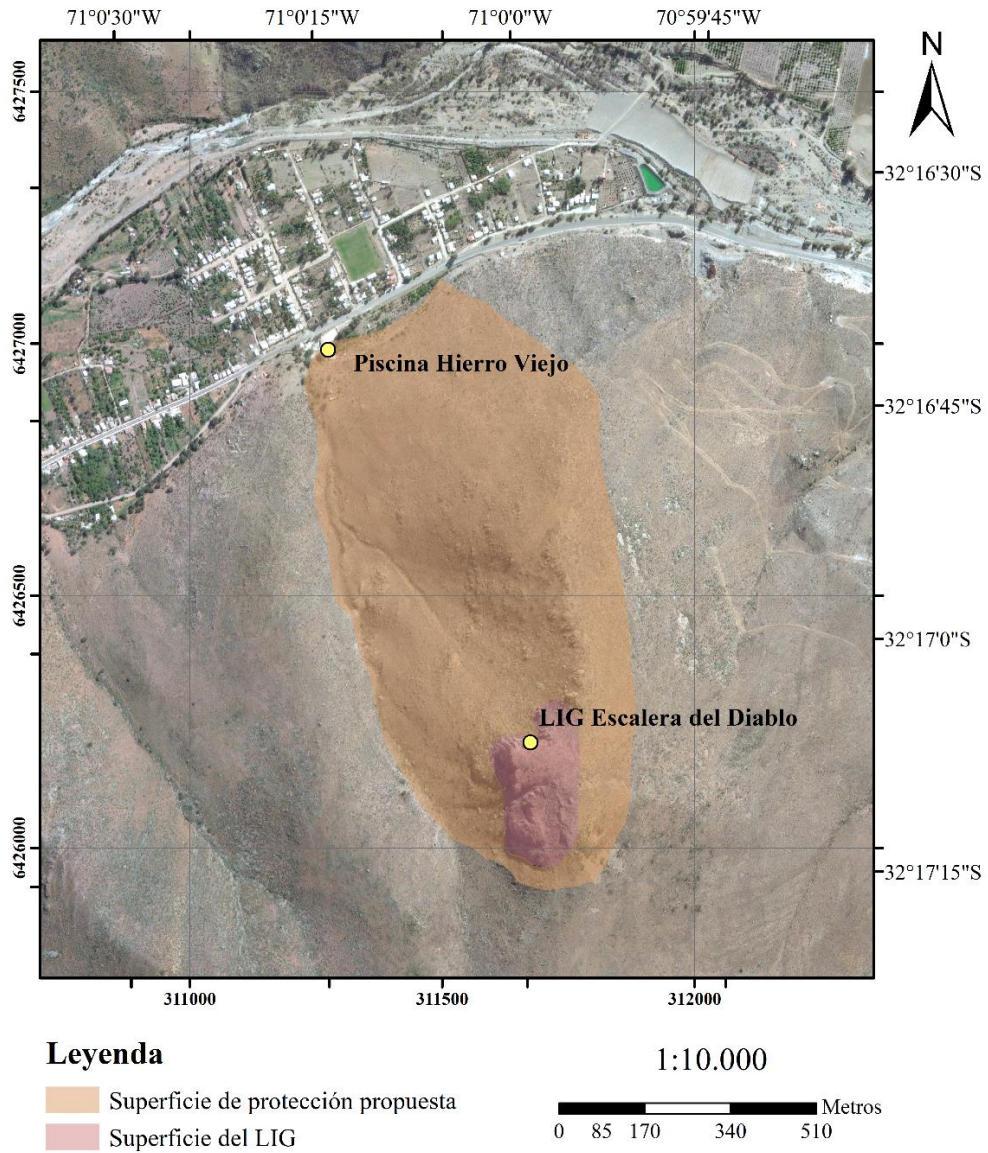 71°0'30"W 71°0'15"W 71°0'0"W 70°59'45"W
N
6427500
32°16'30"S
6427000
Piscina Hierro Viejo
32°16'45"S
6426500
32°17'0"S
LIG Escalera del Diablo
6426000
32°17'15"S
311000 311500 312000
Leyenda
1:10.000
Superficie de protección propuesta
Superficie del LIG
Metros
0 85 170 340 510